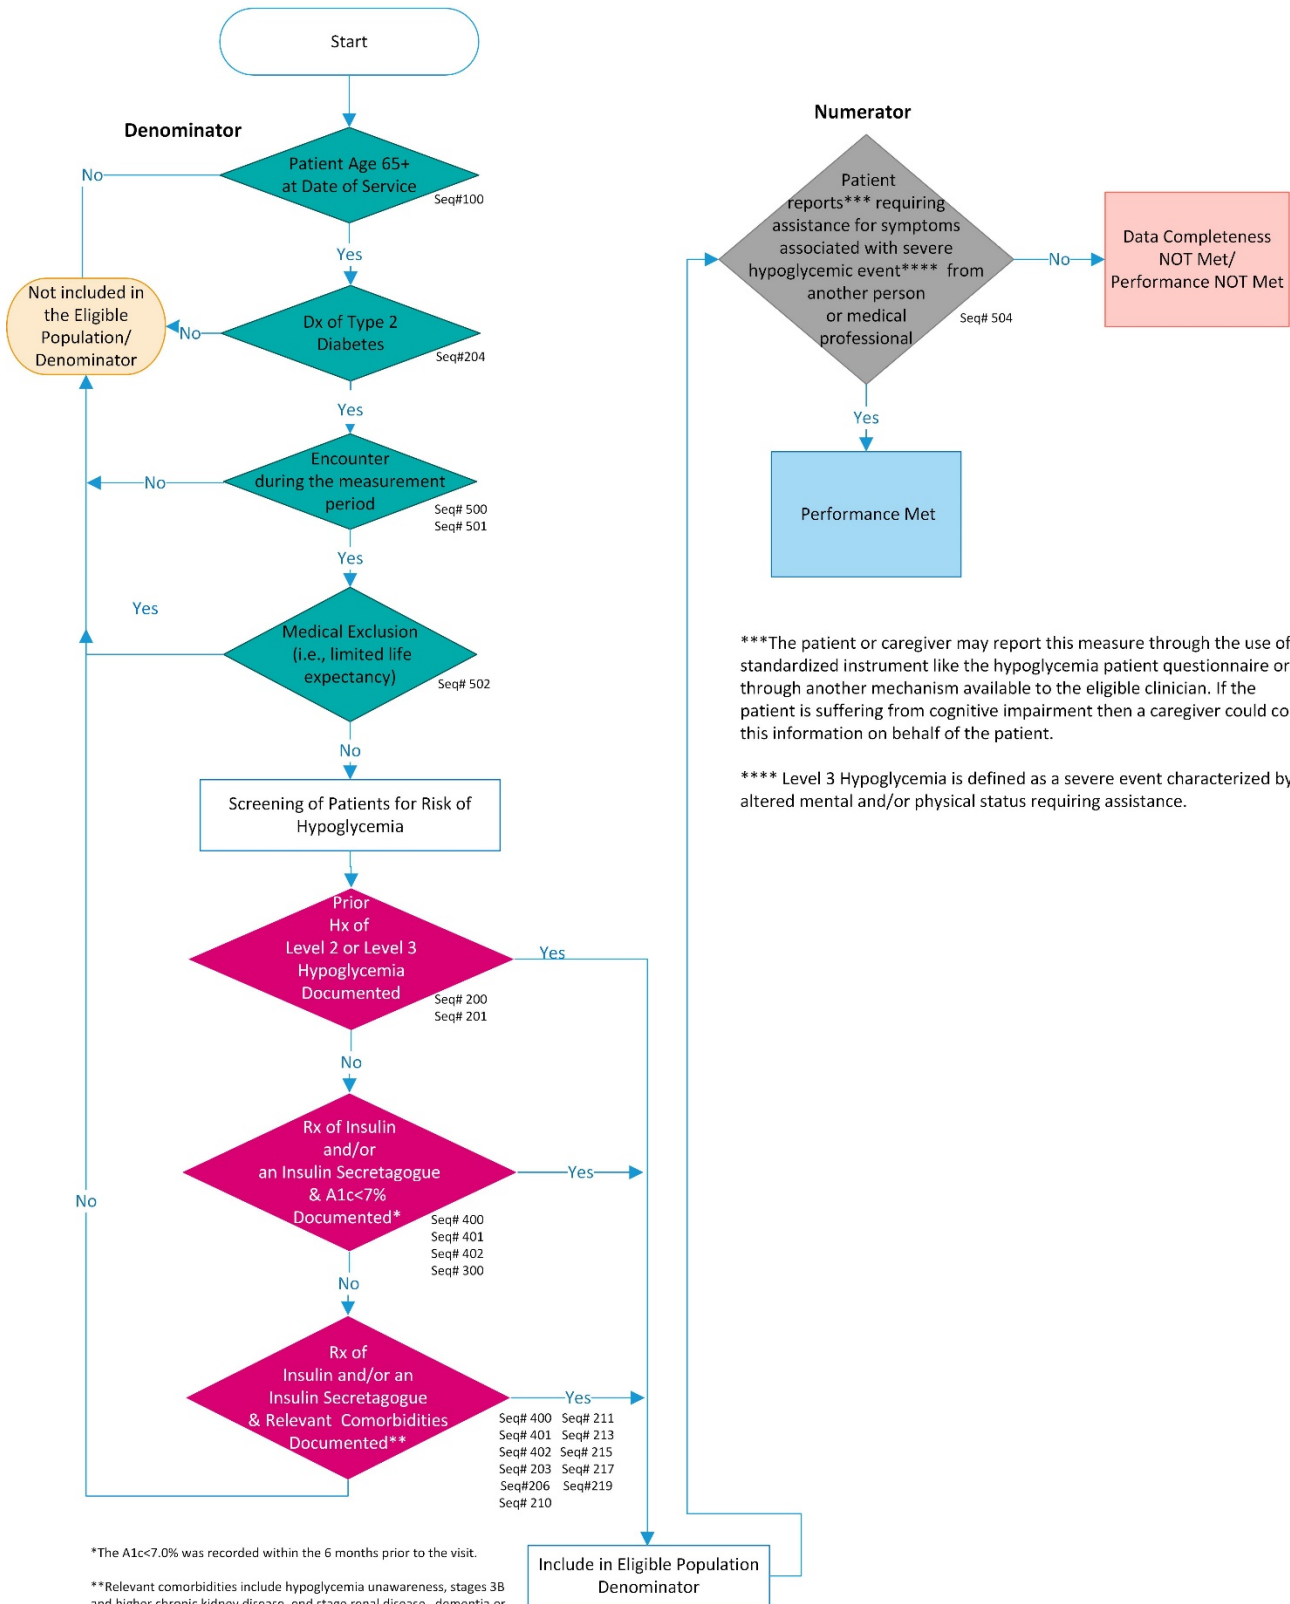 Start
Denominator
Patient Age 65+
at Date of Service
Seq#100
No
Yes
Not included in
the Eligible
Population/
Denominator
Dx of Type 2
Diabetes
Seq#204
No
Yes
Encounter
during the measurement
period
Seq# 500
Seq# 501
No
Yes
Medical Exclusion
(i.e., limited life
expectancy)
Seq# 502
Yes
No
Screening of Patients for Risk of
Hypoglycemia
Prior
Hx of
Level 2 or Level 3
Hypoglycemia
Documented
Seq# 200
Seq# 201
Yes
No
Rx of Insulin
and/or
an Insulin Secretagogue
& A1c<7%
Documented*
Seq# 400
Seq# 401
Seq# 402
Seq# 300
Yes
No
No
Rx of
Insulin and/or an
Insulin Secretagogue
& Relevant Comorbidities
Documented**
Yes
Seq# 400 Seq# 211
Seq# 401 Seq# 213
Seq# 402 Seq# 215
Seq# 203 Seq# 217
Seq#206 Seq#219
Seq# 210
*The A1c<7.0% was recorded within the 6 months prior to the visit.
**Relevant comorbidities include hypoglycemia unawareness, stages 3B
and higher chronic kidney disease, end stage renal disease, dementia or
Include in Eligible Population
Denominator
Numerator
Patient
reports*** requiring
assistance for symptoms
associated with severe
hypoglycemic event**** from
another person
or medical
professional
Seq# 504
No
Data Completeness
NOT Met/
Performance NOT Met
Yes
Performance Met
***The patient or caregiver may report this measure through the use of
standardized instrument like the hypoglycemia patient questionnaire or
through another mechanism available to the eligible clinician. If the
patient is suffering from cognitive impairment then a caregiver could co
this information on behalf of the patient.
**** Level 3 Hypoglycemia is defined as a severe event characterized by
altered mental and/or physical status requiring assistance.